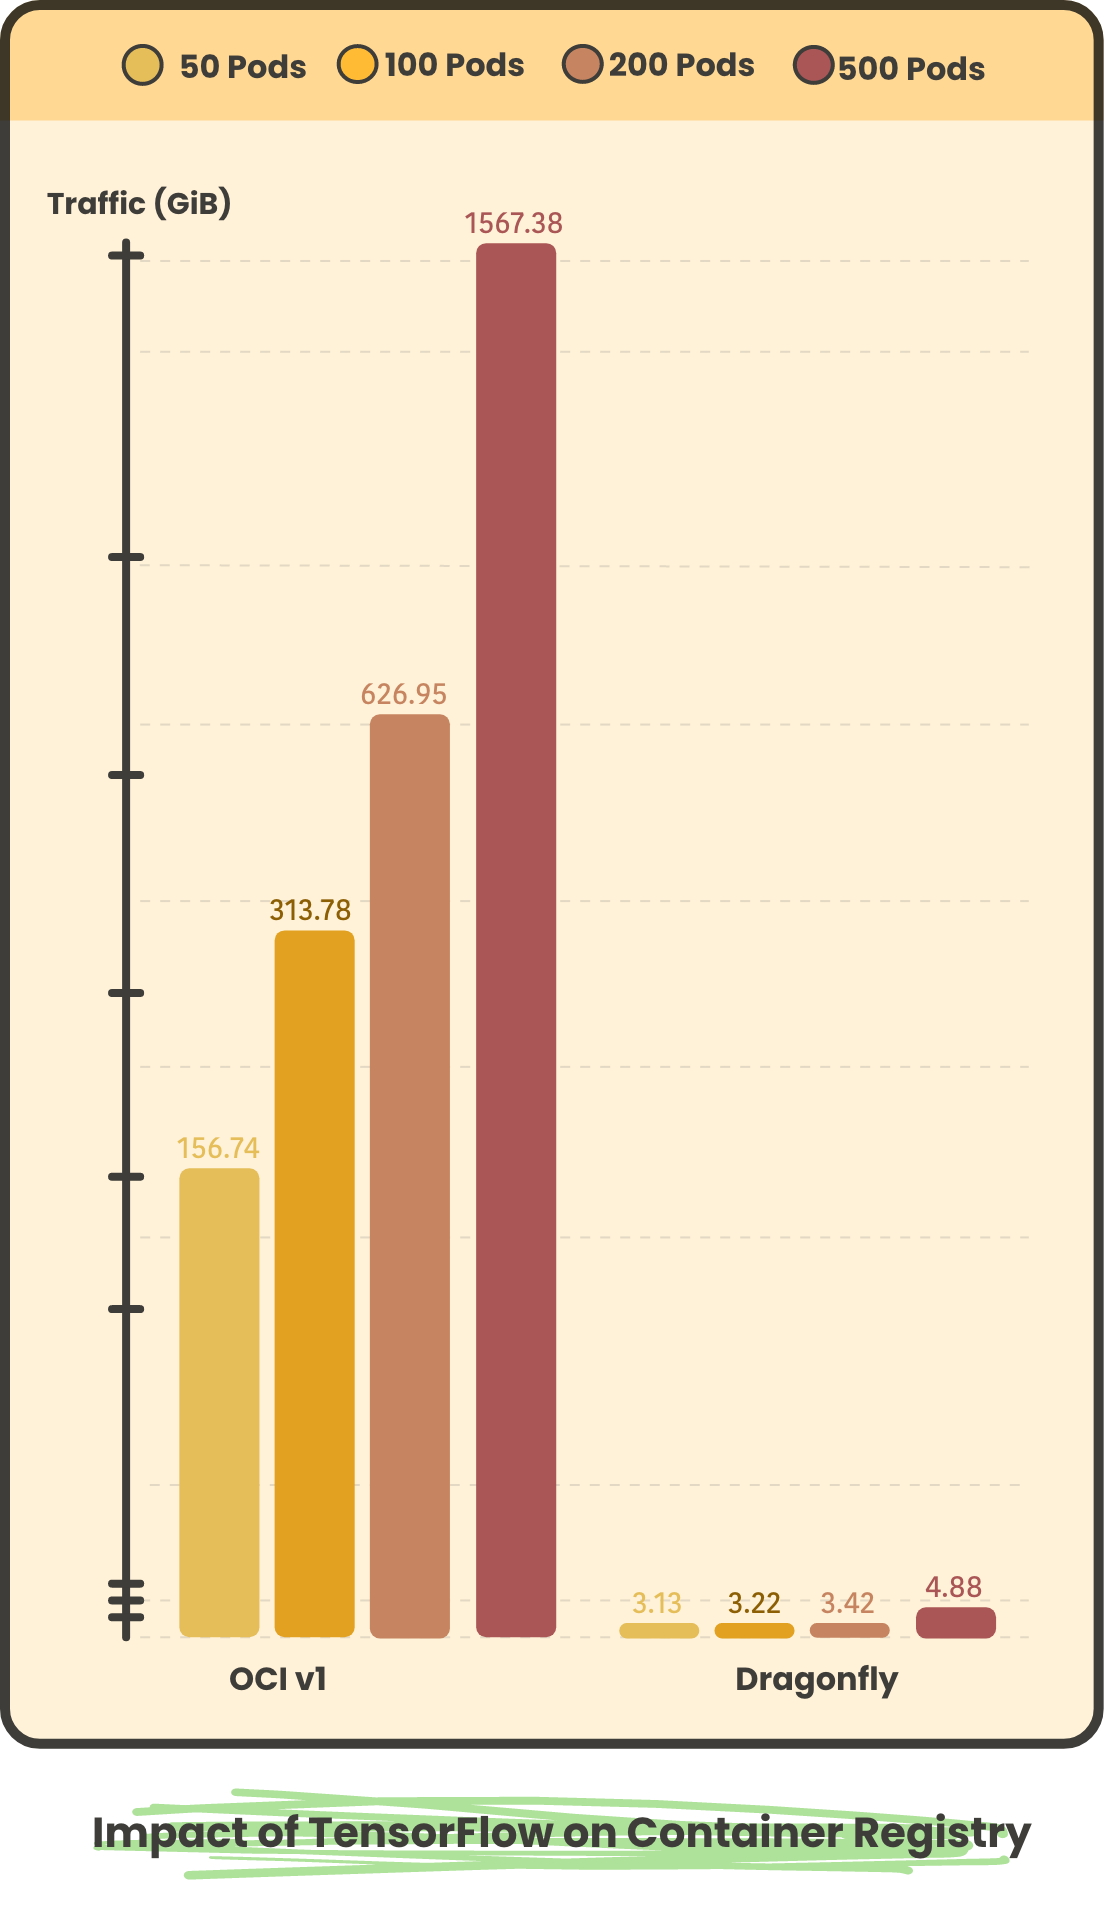 50 Pods 100 Pods 200 Pods 500 Pods
Traffic (GiB)
1567.38
626.95
313.78
156.74
4.88
3.13 3.22 3.42
OCI v1 Dragonfly
Impact of TensorFlow on Container Registry